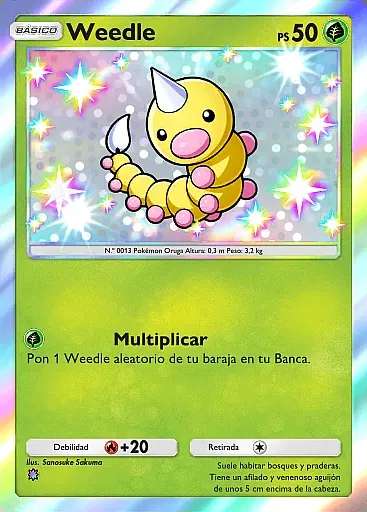 BÁSICO Weedle PS 50
N.º 0013 Pokémon Oruga Altura: 0,3 m Peso: 3,2 kg
Multiplicar
Pon 1 Weedle aleatorio de tu baraja en tu Banca.
Debilidad +20 Retirada
Ilus. Sanosuke Sakuma
Suele habitar bosques y praderas.
Tiene un afilado y venenoso aguijón
de unos 5 cm encima de la cabeza.